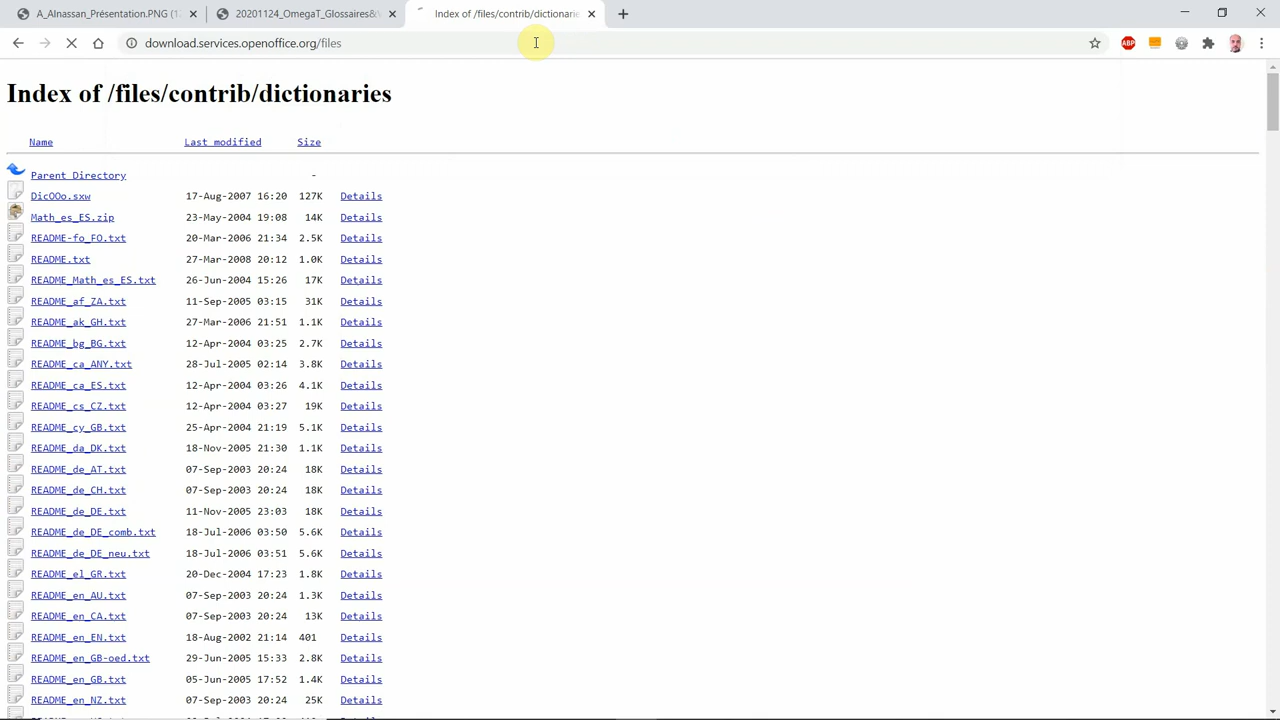 A_Alnassan_Présentation.PNG (1
20201124_OmegaT_Glossaires&
Index of /files/contrib/dictionarie
download.services.openoffice.org/files
ABP
Index of /files/contrib/dictionaries
Name Last modified Size
Parent Directory -
DicOOo.sxw 17-Aug-2007 16:20 127K Details
Math_es_ES.zip 23-May-2004 19:08 14K Details
README-fo_FO.txt 20-Mar-2006 21:34 2.5K Details
README.txt 27-Mar-2008 20:12 1.0K Details
README_Math_es_ES.txt 26-Jun-2004 15:26 17K Details
README_af_ZA.txt 11-Sep-2005 03:15 31K Details
README_ak_GH.txt 27-Mar-2006 21:51 1.1K Details
README_bg_BG.txt 12-Apr-2004 03:25 2.7K Details
README_ca_ANY.txt 28-Jul-2005 02:14 3.8K Details
README_ca_ES.txt 12-Apr-2004 03:26 4.1K Details
README_cs_CZ.txt 12-Apr-2004 03:27 19K Details
README_cy_GB.txt 25-Apr-2004 21:19 5.1K Details
README_da_DK.txt 18-Nov-2005 21:30 1.1K Details
README_de_AT.txt 07-Sep-2003 20:24 18K Details
README_de_CH.txt 07-Sep-2003 20:24 18K Details
README_de_DE.txt 11-Nov-2005 23:03 18K Details
README_de_DE_comb.txt 18-Jul-2006 03:50 5.6K Details
README_de_DE_neu.txt 18-Jul-2006 03:51 5.6K Details
README_el_GR.txt 20-Dec-2004 17:23 1.8K Details
README_en_AU.txt 07-Sep-2003 20:24 1.3K Details
README_en_CA.txt 07-Sep-2003 20:24 13K Details
README_en_EN.txt 18-Aug-2002 21:14 401 Details
README_en_GB-oed.txt 29-Jun-2005 15:33 2.8K Details
README_en_GB.txt 05-Jun-2005 17:52 1.4K Details
README_en_NZ.txt 07-Sep-2003 20:24 25K Details